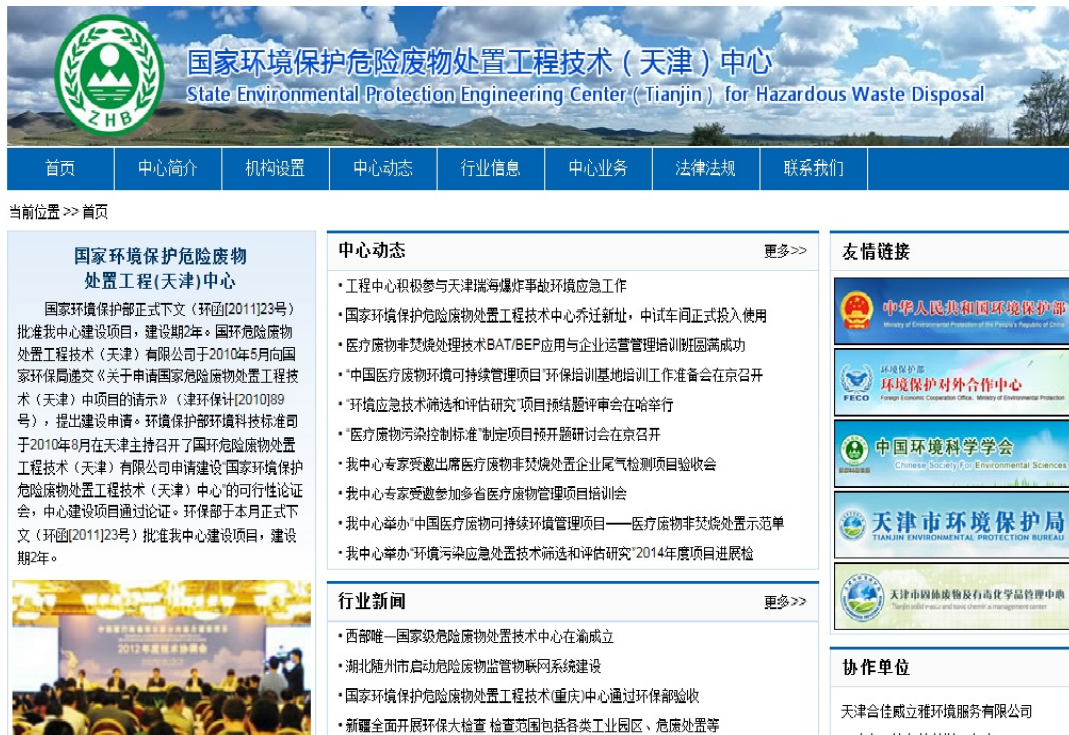 国家环境保护危险废物处置工程技术（天津）中心
State Environmental Protection Engineering Center (Tianjin) for Hazardous Waste Disposal
ZHB
首页 中心简介 机构设置 中心动态 行业信息 中心业务 法律法规 联系我们
当前位置 >> 首页
国家环境保护危险废物
处置工程(天津)中心
国家环境保护部正式下文（环函[2011]23号）
批准我中心建设项目，建设期2年。国环危险废物
处置工程技术（天津）有限公司于2010年5月向国
家环保局递交《关于申请国家危险废物处置工程技
术（天津）中项目的请示》（津环保计[2010]89
号），提出建设申请。环境保护部环境科技标准司
于2010年8月在天津主持召开了国环危险废物处置
工程技术（天津）有限公司申请建设"国家环境保护
危险废物处置工程技术（天津）中心"的可行性论证
会，中心建设项目通过论证。环保部于本月正式下
文（环函[2011]23号）批准我中心建设项目，建设
期2年。
2012年度技术协调会
中心动态 更多>>
·工程中心积极参与天津瑞海爆炸事故环境应急工作
·国家环境保护危险废物处置工程技术中心乔迁新址，中试车间正式投入使用
·医疗废物非焚烧处理技术BAT/BEP应用与企业运营管理培训班圆满成功
·"中国医疗废物环境可持续管理项目"环保培训基地培训工作准备会在京召开
·"环境应急技术筛选和评估研究"项目预结题评审会在哈举行
·"医疗废物污染控制标准"制定项目预开题研讨会在京召开
·我中心专家受邀出席医疗废物非焚烧处置企业尾气检测项目验收会
·我中心专家受邀参加多省医疗废物管理项目培训会
·我中心举办"中国医疗废物可持续环境管理项目——医疗废物非焚烧处置示范单
·我中心举办"环境污染应急处置技术筛选和评估研究"2014年度项目进展检
行业新闻 更多>>
·西部唯一国家级危险废物处置技术中心在渝成立
·湖北随州市启动危险废物监管物联网系统建设
·国家环境保护危险废物处置工程技术(重庆)中心通过环保部验收
·新疆全面开展环保大检查 检查范围包括各类工业园区、危废处置等
友情链接
中华人民共和国环境保护部
Ministry of Environmental Protection of the People's Republic of China
环境保护部
环境保护对外合作中心
FECO
Foreign Economic Cooperation Office, Ministry of Environmental Protection
中国环境科学学会
Chinese Society For Environmental Sciences
天津市环境保护局
TIANJIN ENVIRONMENTAL PROTECTION BUREAU
天津市固体废物及有毒化学品管理中心
协作单位
天津合佳威立雅环境服务有限公司